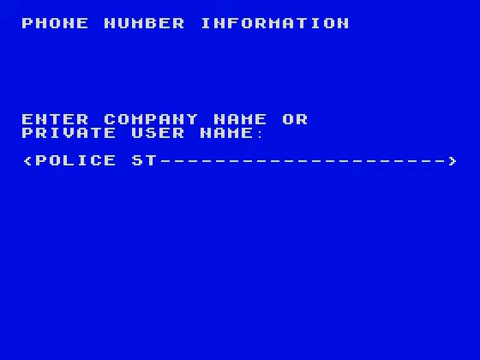 PHONE NUMBER INFORMATION
ENTER COMPANY NAME OR
PRIVATE USER NAME:
<POLICE ST--------------------->